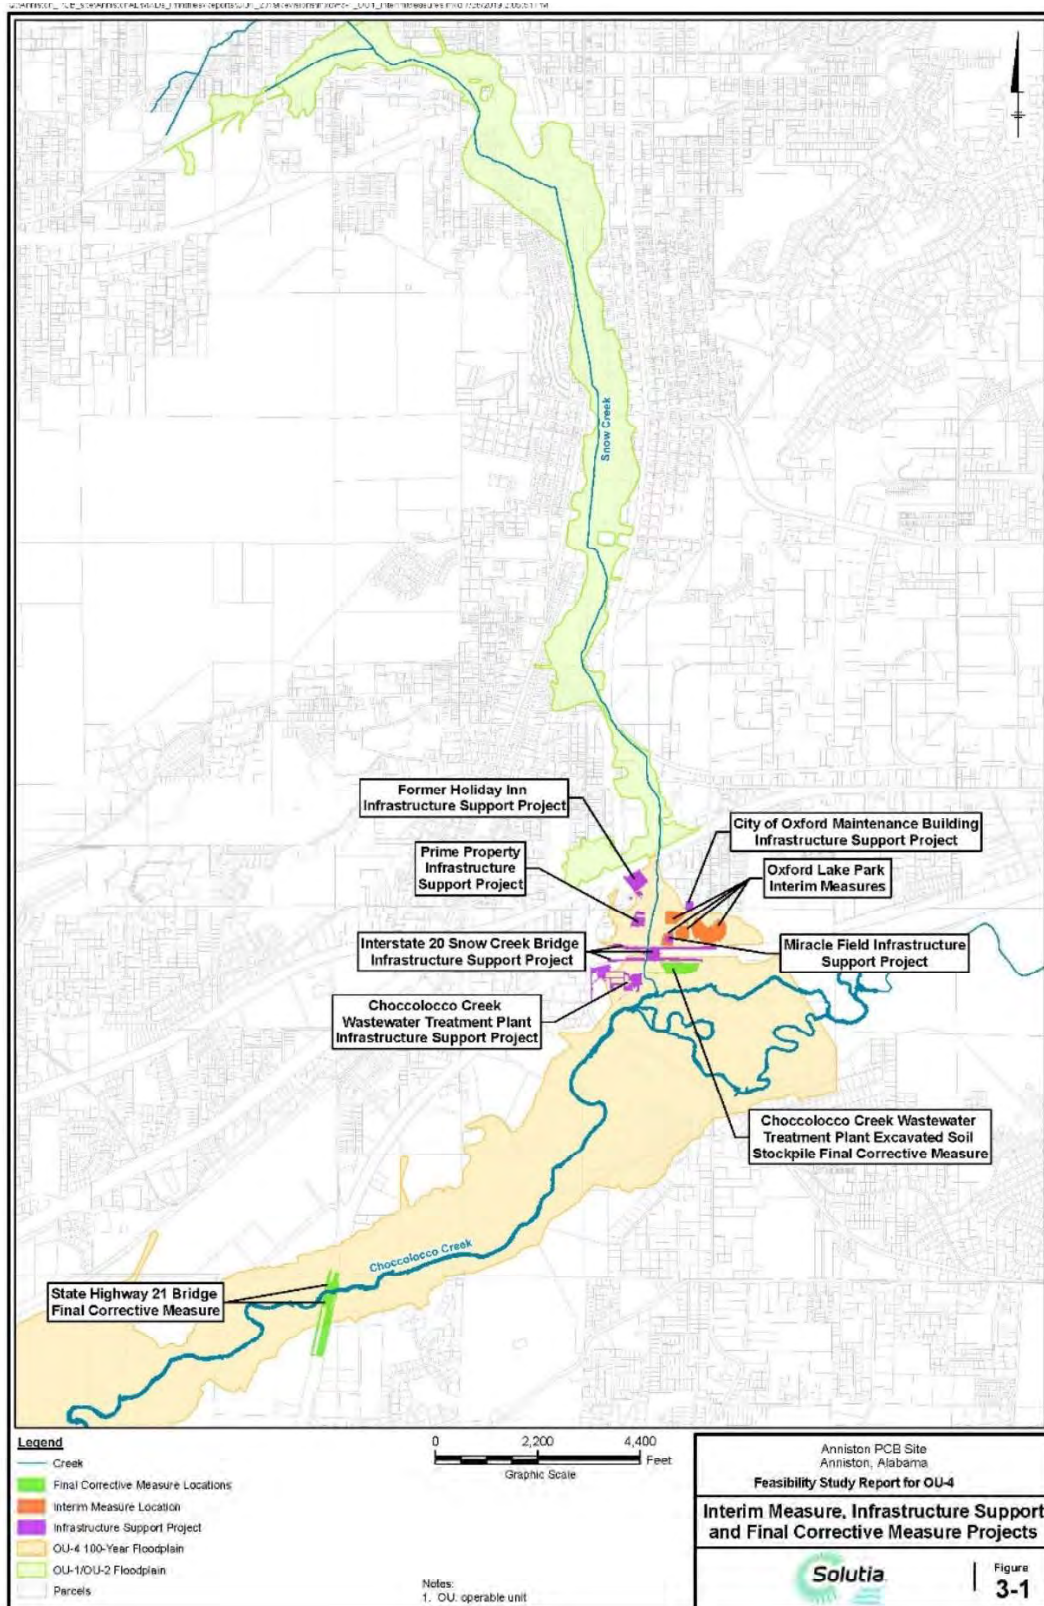 Snow Creek
Former Holiday Inn
Infrastructure Support Project
City of Oxford Maintenance Building
Infrastructure Support Project
Prime Property
Infrastructure
Support Project
Oxford Lake Park
Interim Measures
Interstate 20 Snow Creek Bridge
Infrastructure Support Project
Miracle Field Infrastructure
Support Project
Choccolocco Creek
Wastewater Treatment Plant
Infrastructure Support Project
Choccolocco Creek Wastewater
Treatment Plant Excavated Soil
Stockpile Final Corrective Measure
Choccolocco Creek
State Highway 21 Bridge
Final Corrective Measure
Legend
Creek
Final Corrective Measure Locations
Interim Measure Location
Infrastructure Support Project
OU-4 100-Year Floodplain
OU-1/OU-2 Floodplain
Parcels
0 2,200 4,400
Feet
Graphic Scale
Notes:
1. OU: operable unit
Anniston PCB Site
Anniston, Alabama
Feasibility Study Report for OU-4
Interim Measure, Infrastructure Support
and Final Corrective Measure Projects
Solutia
Figure
3-1